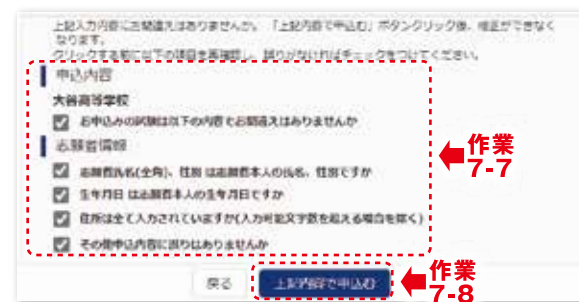 上記入力内容にお間違えはありませんか。「上記内容で申込む」ボタンクリック後、修正ができなく
なります。
クリックする前に以下の項目を再確認し、誤りがなければチェックをつけてください。
申込内容
大谷高等学校
お申込みの試験は以下の内容でお間違えはありませんか
志願者情報
志願者氏名(全角)、性別 は志願者本人の氏名、性別ですか
生年月日 は志願者本人の生年月日ですか
住所は全て入力されていますか(入力可能文字数を超える場合を除く)
その他申込内容に誤りはありませんか
作業
7-7
戻る
上記内容で申込む
作業
7-8